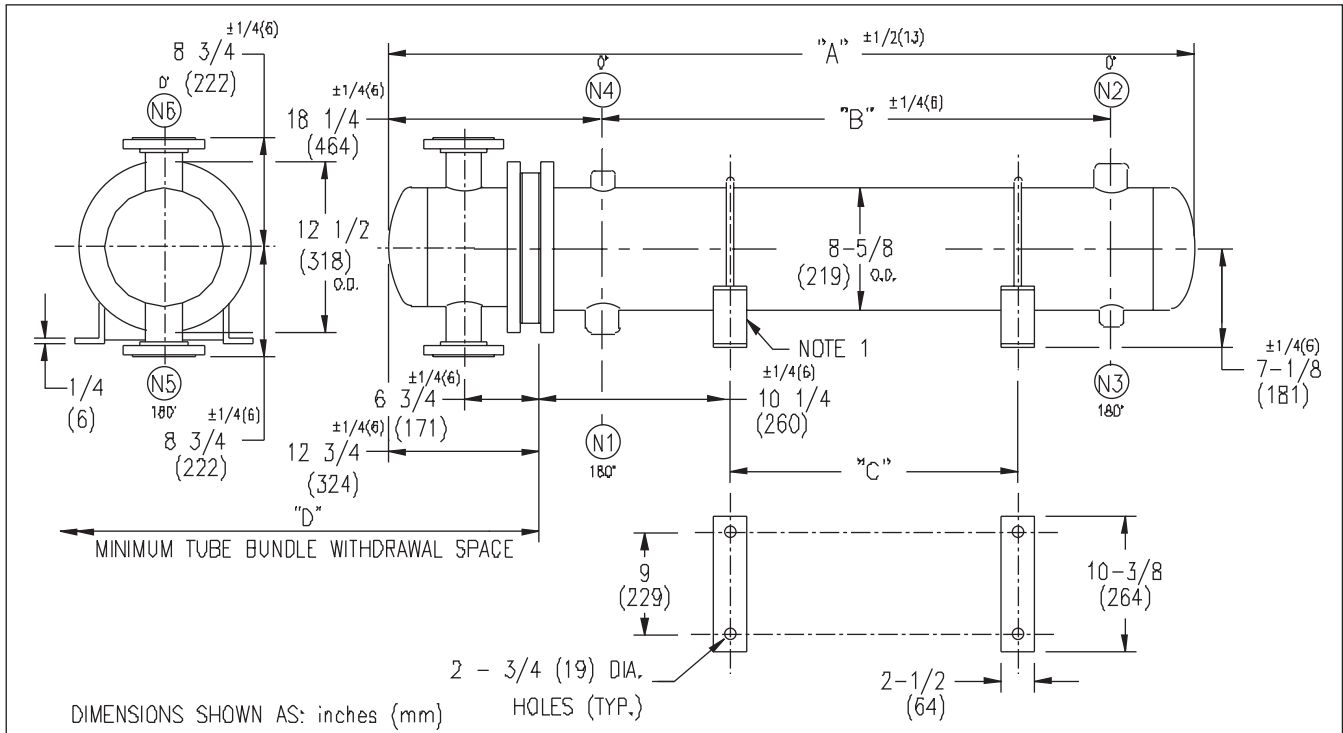 ±1/4(6)
8 3/4
(222)
0°
N6
±1/2(13)
"A"
±1/4(6)
18 1/4
(464)
0°
N4
"B"
±1/4(6)
0°
N2
12 1/2
(318)
O.D.
8-5/8
(219) O.D.
1/4
(6)
N5
180°
±1/4(6)
8 3/4
(222)
±1/4(6)
6 3/4
(171)
±1/4(6)
12 3/4
(324)
N1
180°
NOTE 1
±1/4(6)
10 1/4
(260)
N3
180°
±1/4(6)
7-1/8
(181)
"C"
"D"
MINIMUM TUBE BUNDLE WITHDRAWAL SPACE
9
(229)
10-3/8
(264)
2 - 3/4 (19) DIA.
HOLES (TYP.)
2-1/2
(64)
DIMENSIONS SHOWN AS: inches (mm)